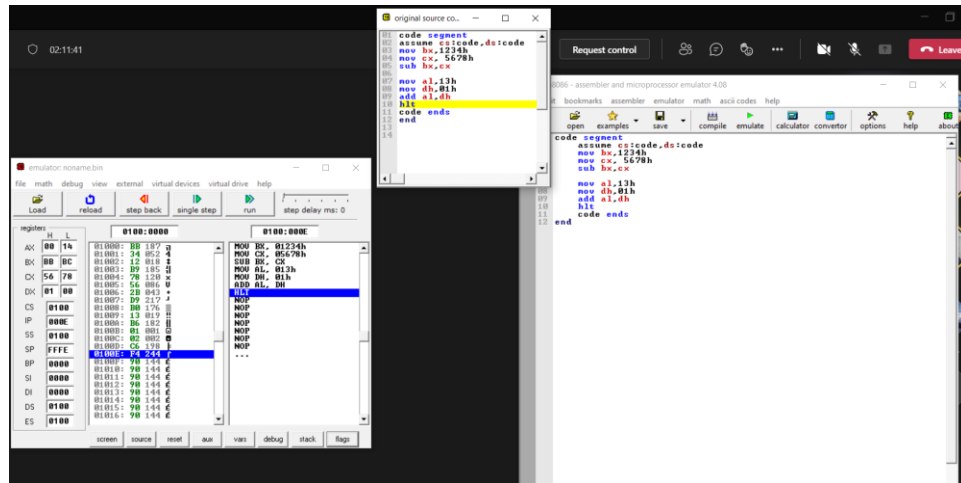 02:11:41
Request control
Leave
original source co...
01 code segment
02 assume cs:code,ds:code
03 mov bx,1234h
04 mov cx, 5678h
05 sub bx,cx
06
07 mov al,13h
08 mov dh,01h
09 add al,dh
10 hlt
11 code ends
12 end
13
14
8086 - assembler and microprocessor emulator 4.08
it bookmarks assembler emulator math ascii codes help
open examples save compile emulate calculator convertor options help about
code segment
assume cs:code,ds:code
mov bx,1234h
mov cx, 5678h
sub bx,cx
mov al,13h
mov dh,01h
09 add al,dh
10 hlt
11 code ends
12 end
emulator: noname.bin
file math debug view external virtual devices virtual drive help
Load reload step back single step run step delay ms: 0
registers
H L
0100:0000
0100:000E
AX 00 14
BX BB BC
CX 56 78
DX 01 00
CS 0100
IP 000E
SS 0100
SP FFFE
BP 0000
SI 0000
DI 0000
DS 0100
ES 0100
01000: BB 187 ╗
01001: 34 052 4
01002: 12 018 ↕
01003: B9 185 ╣
01004: 78 120 x
01005: 56 086 V
01006: 2B 043 +
01007: D9 217 ┘
01008: B0 176 ░
01009: 13 019 ‼
0100A: B6 182 ╢
0100B: 01 001 ☺
0100C: 02 002 ☻
0100D: C6 198 ╞
0100E: F4 244 ⌠
0100F: 90 144 É
01010: 90 144 É
01011: 90 144 É
01012: 90 144 É
01013: 90 144 É
01014: 90 144 É
01015: 90 144 É
01016: 90 144 É
MOV BX, 01234h
MOV CX, 05678h
SUB BX, CX
MOV AL, 013h
MOV DH, 01h
ADD AL, DH
HLT
NOP
NOP
NOP
NOP
NOP
NOP
...
screen source reset aux vars debug stack flags